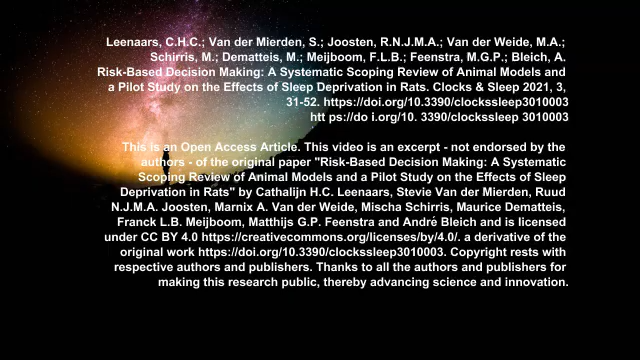 Leenaars, C.H.C.; Van der Mierden, S.; Joosten, R.N.J.M.A.; Van der Weide, M.A.;
Schirris, M.; Dematteis, M.; Meijboom, F.L.B.; Feenstra, M.G.P.; Bleich, A.
Risk-Based Decision Making: A Systematic Scoping Review of Animal Models and
a Pilot Study on the Effects of Sleep Deprivation in Rats. Clocks & Sleep 2021, 3,
31-52. https://doi.org/10.3390/clockssleep3010003
htt ps://do i.org/10. 3390/clockssleep 3010003
This is an Open Access Article. This video is an excerpt - not endorsed by the
authors - of the original paper "Risk-Based Decision Making: A Systematic
Scoping Review of Animal Models and a Pilot Study on the Effects of Sleep
Deprivation in Rats" by Cathalijn H.C. Leenaars, Stevie Van der Mierden, Ruud
N.J.M.A. Joosten, Marnix A. Van der Weide, Mischa Schirris, Maurice Dematteis,
Franck L.B. Meijboom, Matthijs G.P. Feenstra and André Bleich and is licensed
under CC BY 4.0 https://creativecommons.org/licenses/by/4.0/. a derivative of the
original work https://doi.org/10.3390/clockssleep3010003. Copyright rests with
respective authors and publishers. Thanks to all the authors and publishers for
making this research public, thereby advancing science and innovation.